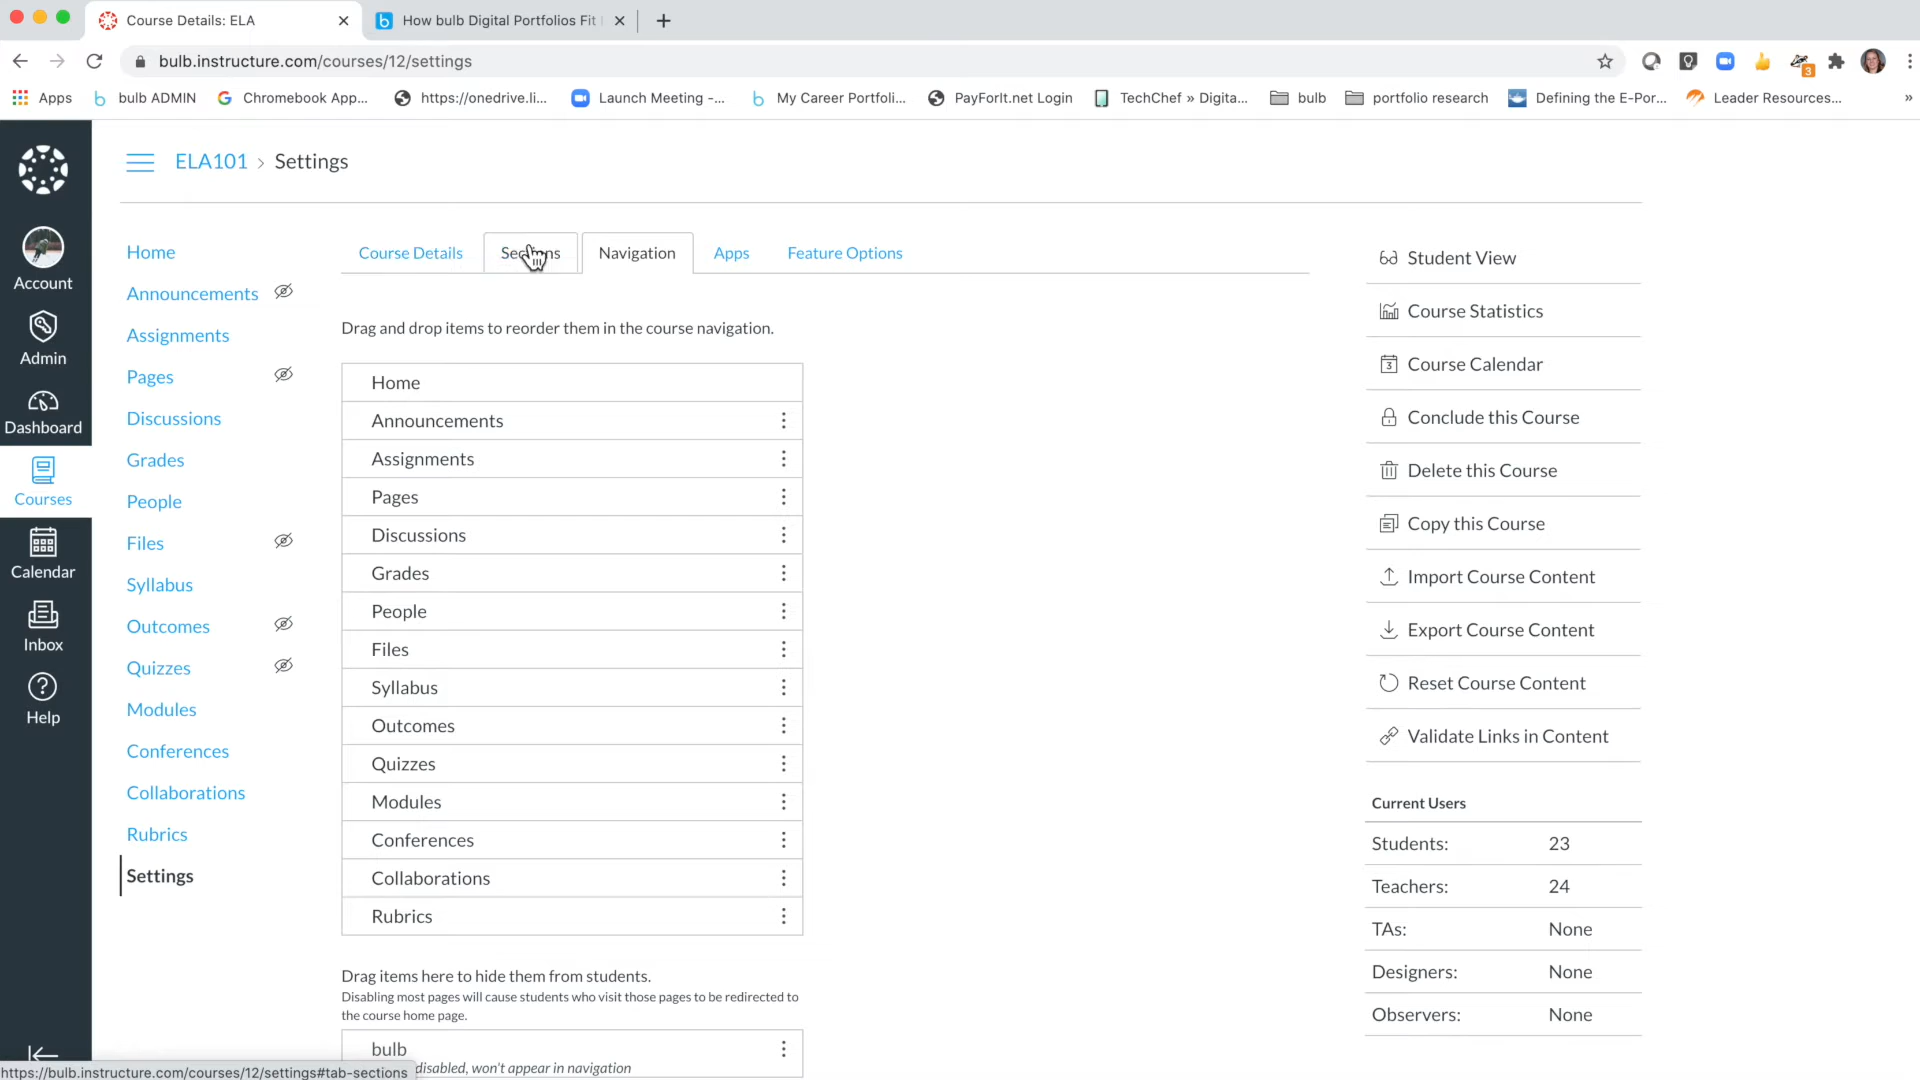 Course Details: ELA
How bulb Digital Portfolios Fit
bulb.instructure.com/courses/12/settings
3
Apps
bulb ADMIN
Chromebook App...
https://onedrive.li...
Launch Meeting -...
My Career Portfoli...
PayForIt.net Login
TechChef » Digita...
bulb
portfolio research
Defining the E-Por...
Leader Resources...
»
ELA101 > Settings
Account
Admin
Dashboard
Courses
Calendar
Inbox
Help
Home
Announcements
Assignments
Pages
Discussions
Grades
People
Files
Syllabus
Outcomes
Quizzes
Modules
Conferences
Collaborations
Rubrics
Settings
Course Details
Sections
Navigation
Apps
Feature Options
Drag and drop items to reorder them in the course navigation.
Home
Announcements
Assignments
Pages
Discussions
Grades
People
Files
Syllabus
Outcomes
Quizzes
Modules
Conferences
Collaborations
Rubrics
Drag items here to hide them from students.
Disabling most pages will cause students who visit those pages to be redirected to
the course home page.
bulb
disabled, won't appear in navigation
Student View
Course Statistics
Course Calendar
Conclude this Course
Delete this Course
Copy this Course
Import Course Content
Export Course Content
Reset Course Content
Validate Links in Content
Current Users
Students: 23
Teachers: 24
TAs: None
Designers: None
Observers: None
https://bulb.instructure.com/courses/12/settings#tab-sections